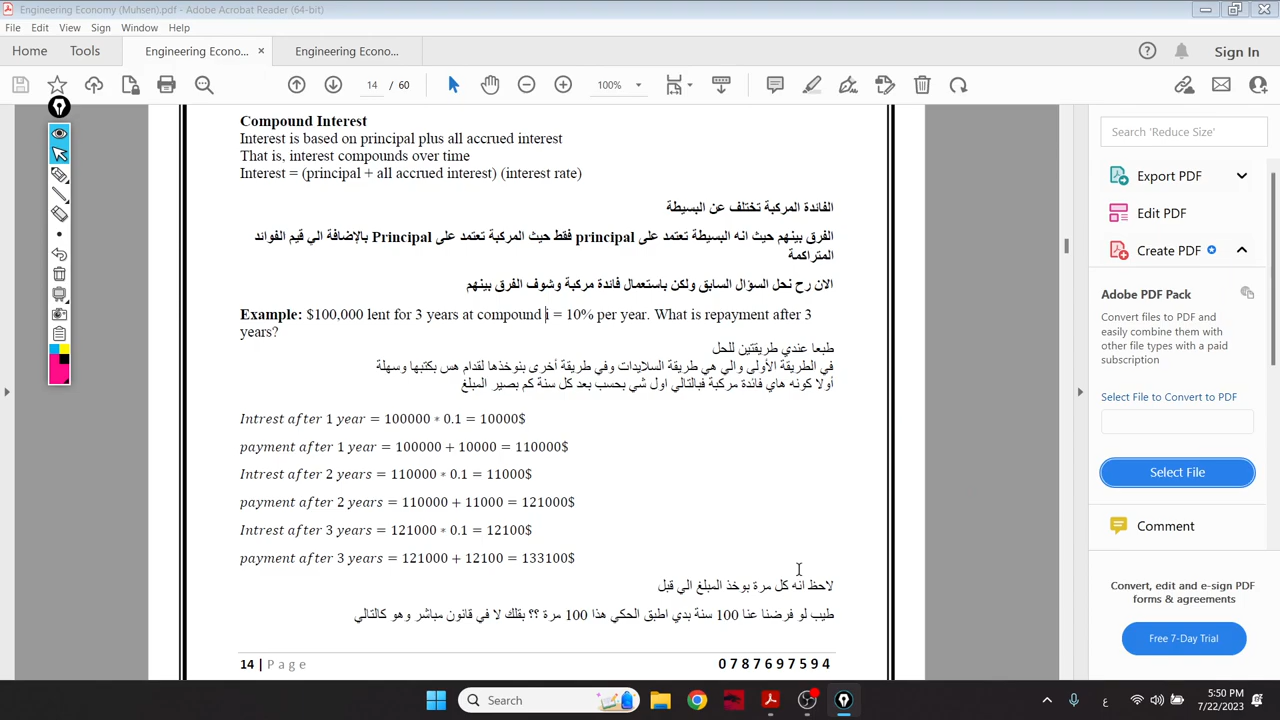 Engineering Economy (Muhsen).pdf - Adobe Acrobat Reader (64-bit)
File Edit View Sign Window Help
Home Tools Engineering Econo... × Engineering Econo... Sign In
14 / 60 100%
Compound Interest
Interest is based on principal plus all accrued interest
That is, interest compounds over time
Interest = (principal + all accrued interest) (interest rate)
الفائدة المركبة تختلف عن البسيطة
الفرق بينهم حيث انه البسيطة تعتمد على principal فقط حيث المركبة تعتمد على Principal بالإضافة الي قيم الفوائد
المتراكمة
الان رح نحل السؤال السابق ولكن باستعمال فائدة مركبة وشوف الفرق بينهم
Example: $100,000 lent for 3 years at compound i = 10% per year. What is repayment after 3
years?
طبعا عندي طريقتين للحل
في الطريقة الأولى والي هي طريقة السلايدات وفي طريقة أخرى بنوخذها لقدام هس بكتبها وسهلة
أولا كونه هاي فائدة مركبة فبالتالي اول شي بحسب بعد كل سنة كم بصير المبلغ
Intrest after 1 year = 100000 * 0.1 = 10000$
payment after 1 year = 100000 + 10000 = 110000$
Intrest after 2 years = 110000 * 0.1 = 11000$
payment after 2 years = 110000 + 11000 = 121000$
Intrest after 3 years = 121000 * 0.1 = 12100$
payment after 3 years = 121000 + 12100 = 133100$
لاحظ انه كل مرة بوخذ المبلغ الي قبل
طيب لو فرضنا عنا 100 سنة بدي اطبق الحكي هذا 100 مرة ؟؟ بقلك لا في قانون مباشر وهو كالتالي
14 | Page 0787697594
Search 'Reduce Size'
Export PDF
Edit PDF
Create PDF
Adobe PDF Pack
Convert files to PDF and
easily combine them with
other file types with a paid
subscription
Select File to Convert to PDF
Select File
Comment
Convert, edit and e-sign PDF
forms & agreements
Free 7-Day Trial
Search
ع
5:50 PM
7/22/2023